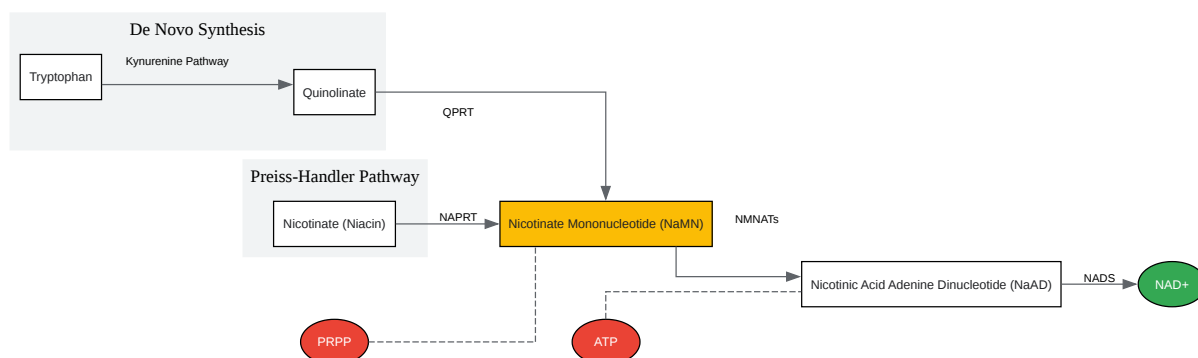 De Novo Synthesis
Kynurenine Pathway
Tryptophan
Quinolinate
QPRT
Preiss-Handler Pathway
Nicotinate (Niacin)
NAPRT
Nicotinate Mononucleotide (NaMN)
NMNATs
Nicotinic Acid Adenine Dinucleotide (NaAD)
NADS
NAD+
PRPP
ATP